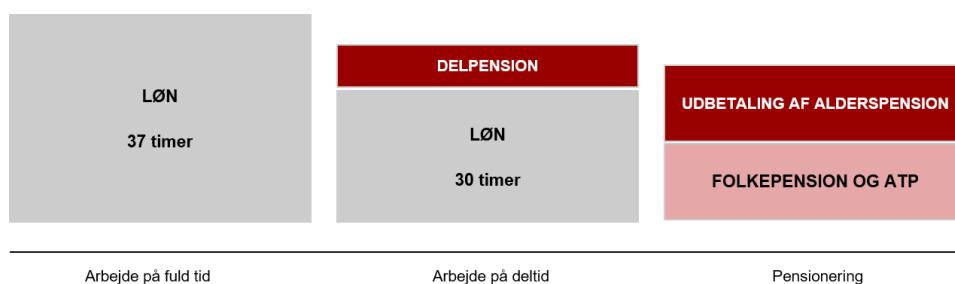 LØN
37 timer
DELPENSION
LØN
30 timer
UDBETALING AF ALDERSPENSION
FOLKEPENSION OG ATP
Arbejde på fuld tid
Arbejde på deltid
Pensionering